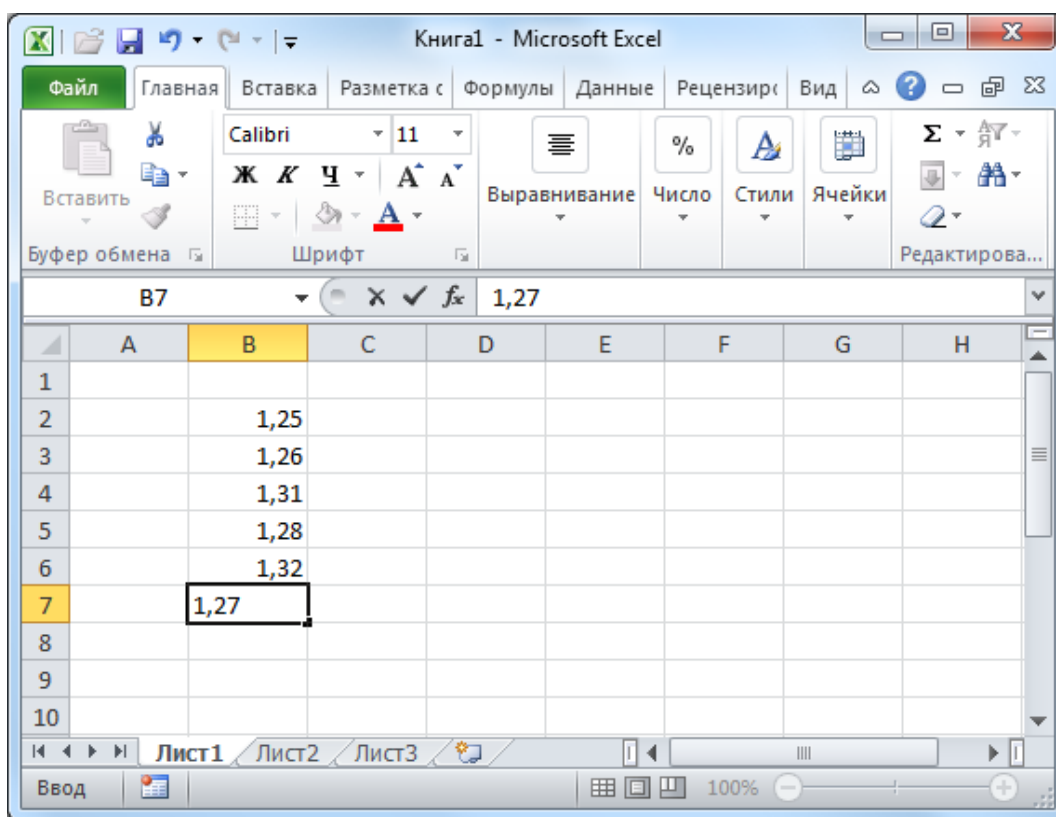 Книга1 - Microsoft Excel
Файл Главная Вставка Разметка с Формулы Данные Рецензирс Вид
Calibri 11 % Σ
Ж К Ч А А А
Вставить Выравнивание Число Стили Ячейки
Буфер обмена Шрифт Редактирова...
B7 fx 1,27
A B C D E F G H
1
2 1,25
3 1,26
4 1,31
5 1,28
6 1,32
7 1,27
8
9
10
Лист1 Лист2 Лист3
Ввод 100%